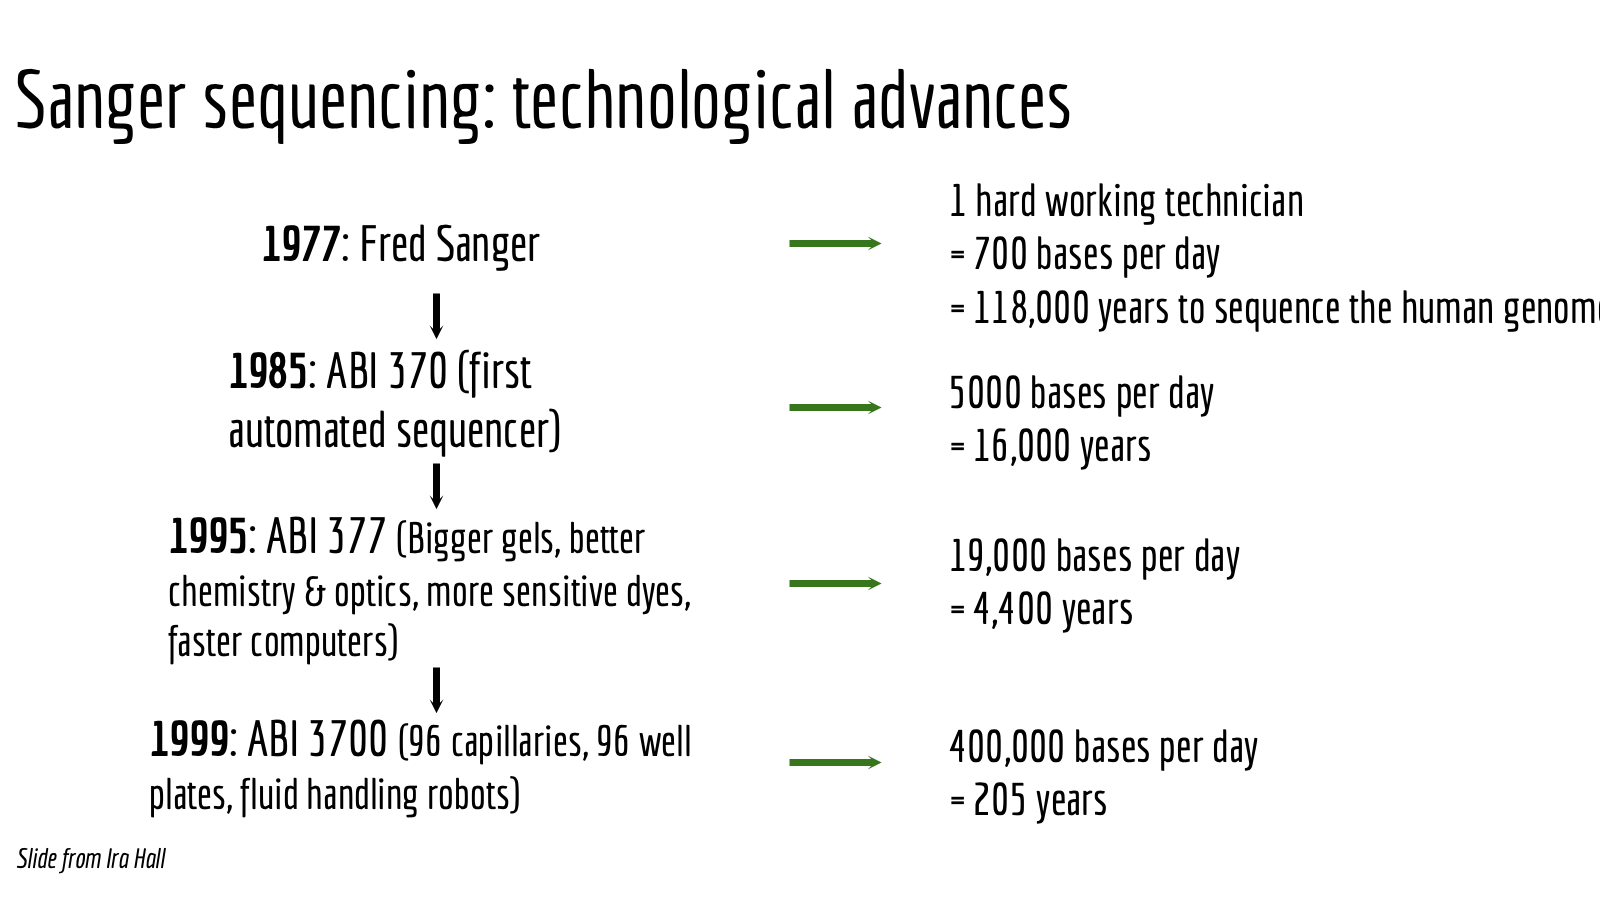 Sanger sequencing: technological advances
1977: Fred Sanger
1 hard working technician
= 700 bases per day
= 118,000 years to sequence the human genom
1985: ABI 370 (first
automated sequencer)
5000 bases per day
= 16,000 years
1995: ABI 377 (Bigger gels, better
chemistry & optics, more sensitive dyes,
faster computers)
19,000 bases per day
= 4,400 years
1999: ABI 3700 (96 capillaries, 96 well
plates, fluid handling robots)
400,000 bases per day
= 205 years
Slide from Ira Hall